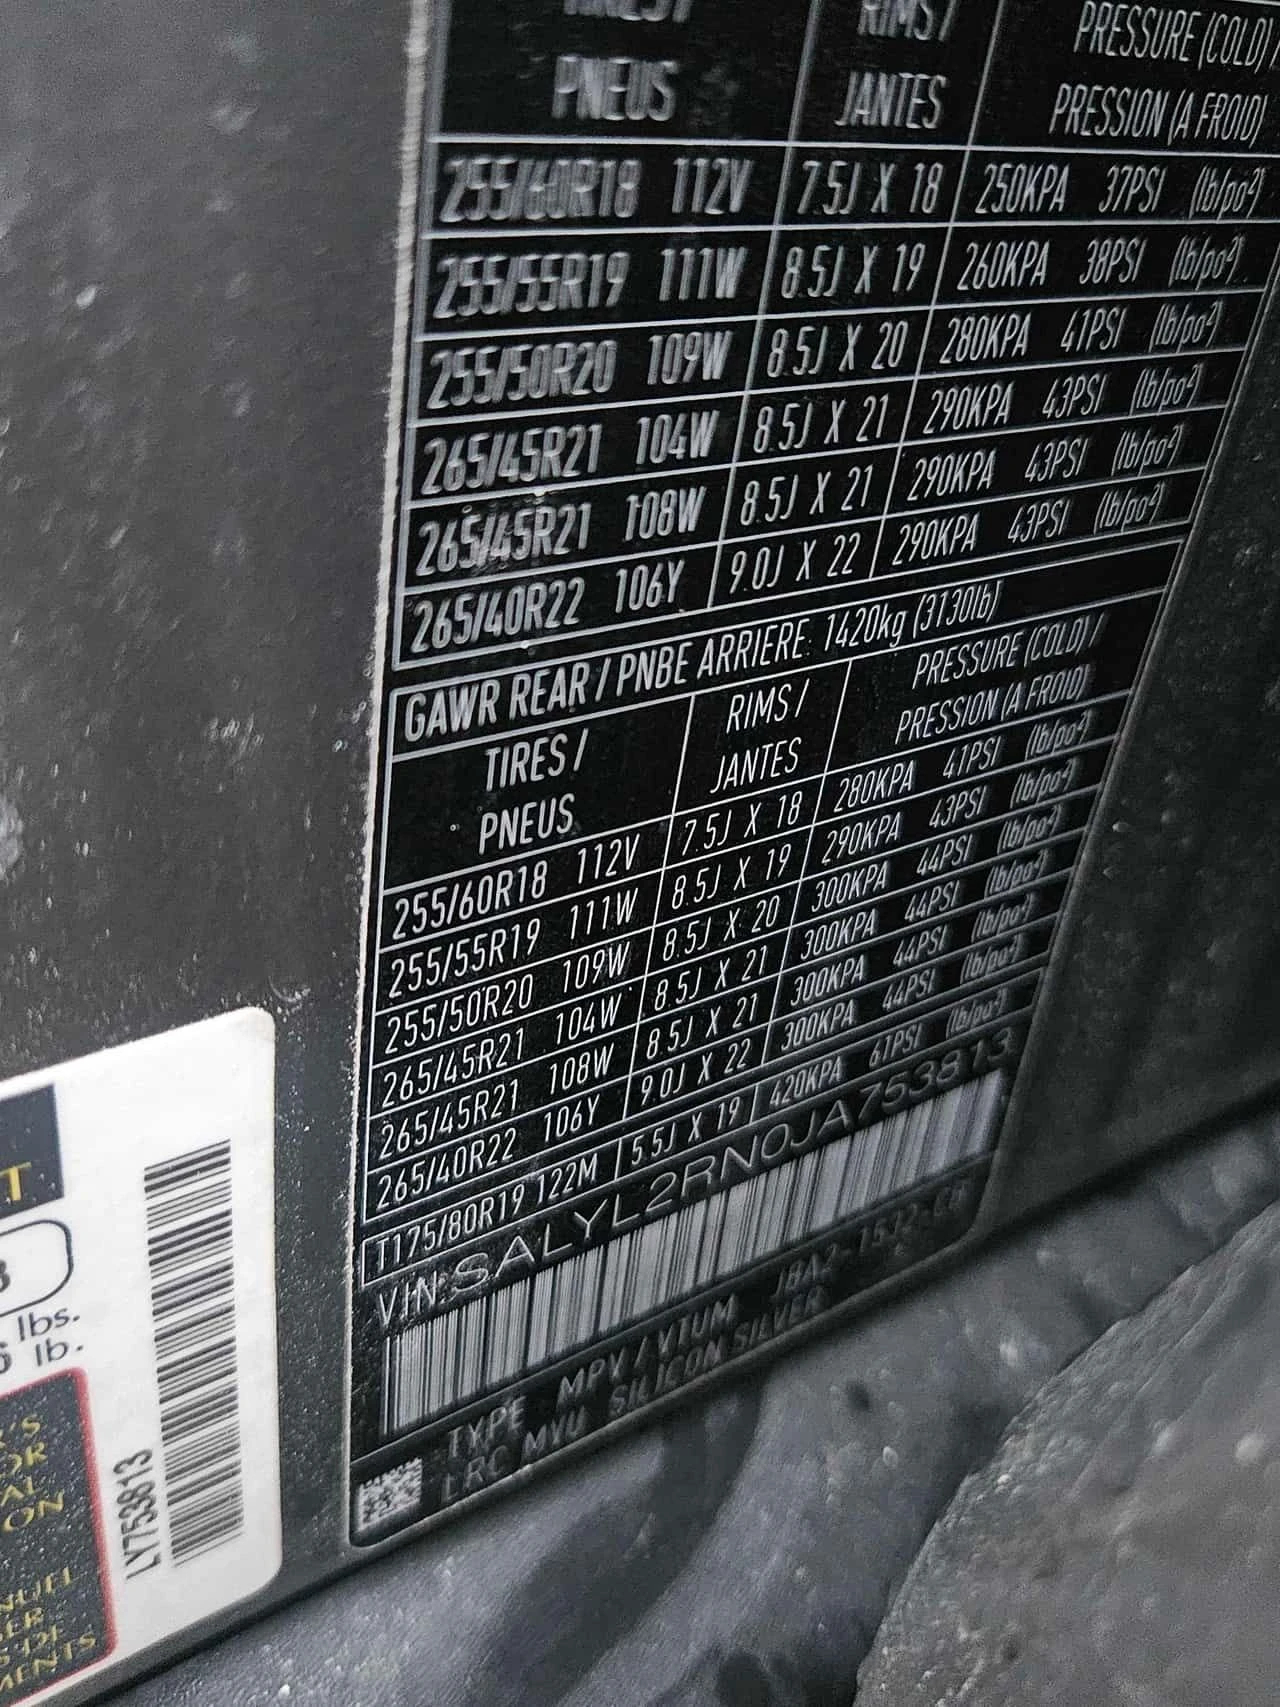 TIRES /
PNEUS
RIMS /
JANTES
PRESSURE (COLD) /
PRESSION (A FROID)
255/60R18 112V 7.5J X 18 250KPA 37PSI (lb/po²)
255/55R19 111W 8.5J X 19 260KPA 38PSI (lb/po²)
255/50R20 109W 8.5J X 20 280KPA 41PSI (lb/po²)
265/45R21 104W 8.5J X 21 290KPA 43PSI (lb/po²)
265/45R21 108W 8.5J X 21 290KPA 43PSI (lb/po²)
265/40R22 106Y 9.0J X 22 290KPA 43PSI (lb/po²)
GAWR REAR / PNBE ARRIERE: 1420kg (3130lb)
TIRES /
PNEUS
RIMS /
JANTES
PRESSURE (COLD) /
PRESSION (A FROID)
255/60R18 112V 7.5J X 18 280KPA 41PSI (lb/po²)
255/55R19 111W 8.5J X 19 290KPA 43PSI (lb/po²)
255/50R20 109W 8.5J X 20 300KPA 44PSI (lb/po²)
265/45R21 104W 8.5J X 21 300KPA 44PSI (lb/po²)
265/45R21 108W 8.5J X 21 300KPA 44PSI (lb/po²)
265/40R22 106Y 9.0J X 22 300KPA 44PSI (lb/po²)
T175/80R19 122M 5.5J X 19 420KPA 61PSI (lb/po²)
VIN:SALYL2RN0JA753813
TYPE MPV / VTUM
LRC MVU SILICON SILVER
T
lbs.
lb.
LY753813
ON